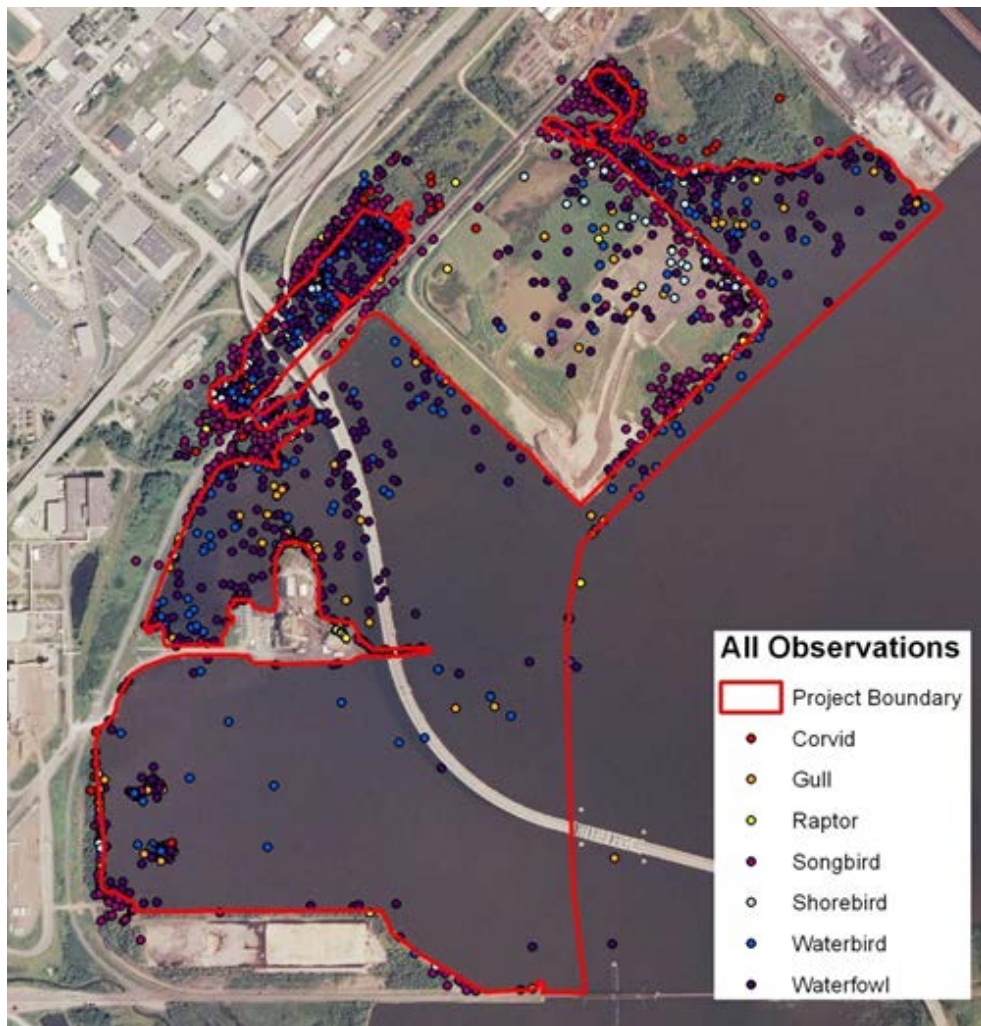 All Observations
Project Boundary
Corvid
Gull
Raptor
Songbird
Shorebird
Waterbird
Waterfowl